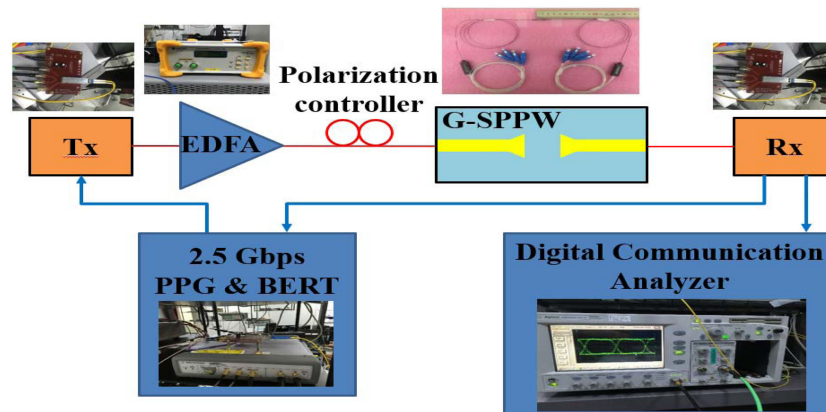 Polarization
controller
G-SPPW
Tx
EDFA
Rx
2.5 Gbps
PPG & BERT
Digital Communication
Analyzer